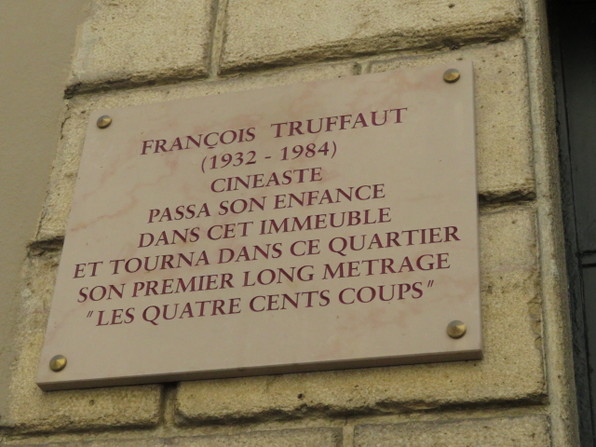 FRANÇOIS TRUFFAUT
(1932 - 1984)
CINEASTE
PASSA SON ENFANCE
DANS CET IMMEUBLE
ET TOURNA DANS CE QUARTIER
SON PREMIER LONG METRAGE
"LES QUATRE CENTS COUPS"